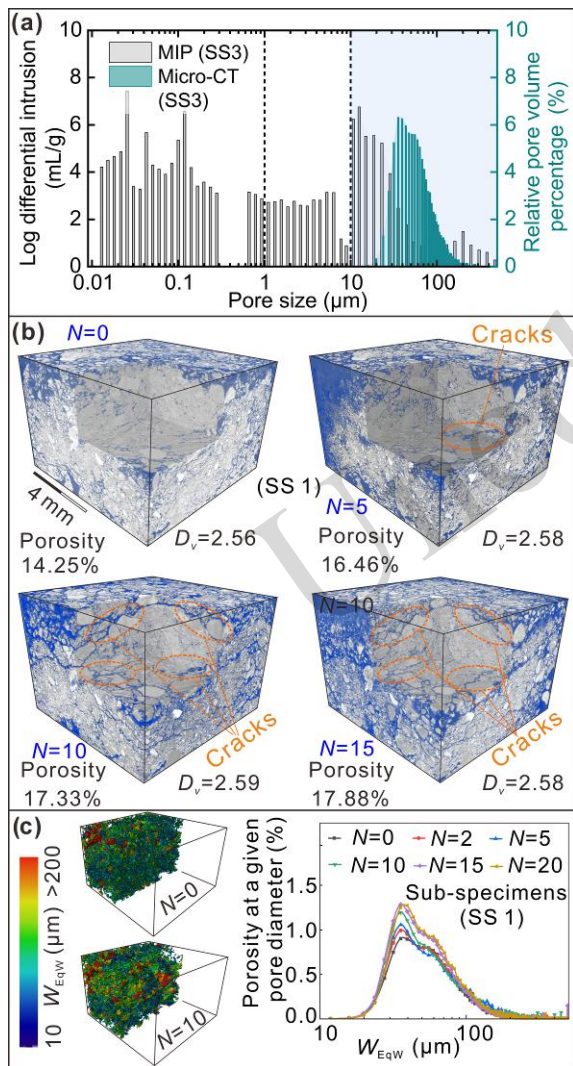 (a)
10
8
6
4
2
0
Log differential intrusion
(mL/g)
MIP (SS3)
Micro-CT
(SS3)
10
8
6
4
2
0
Relative pore volume
percentage (%)
0.01 0.1 1 10 100
Pore size (µm)
(b)
N=0
Cracks
4 mm
(SS 1)
N=5
Porosity
14.25%
Dv=2.56
Porosity
16.46%
Dv=2.58
N=10
N=10
Porosity
17.33%
Cracks
Dv=2.59
N=15
Porosity
17.88%
Cracks
Dv=2.58
(c)
10 WEqW (µm) >200
N=0
N=10
Porosity at a given
pore diameter (%)
1.5
1.0
0.5
0.0
N=0 N=2 N=5
N=10 N=15 N=20
Sub-specimens
(SS 1)
10 100
WEqW (µm)